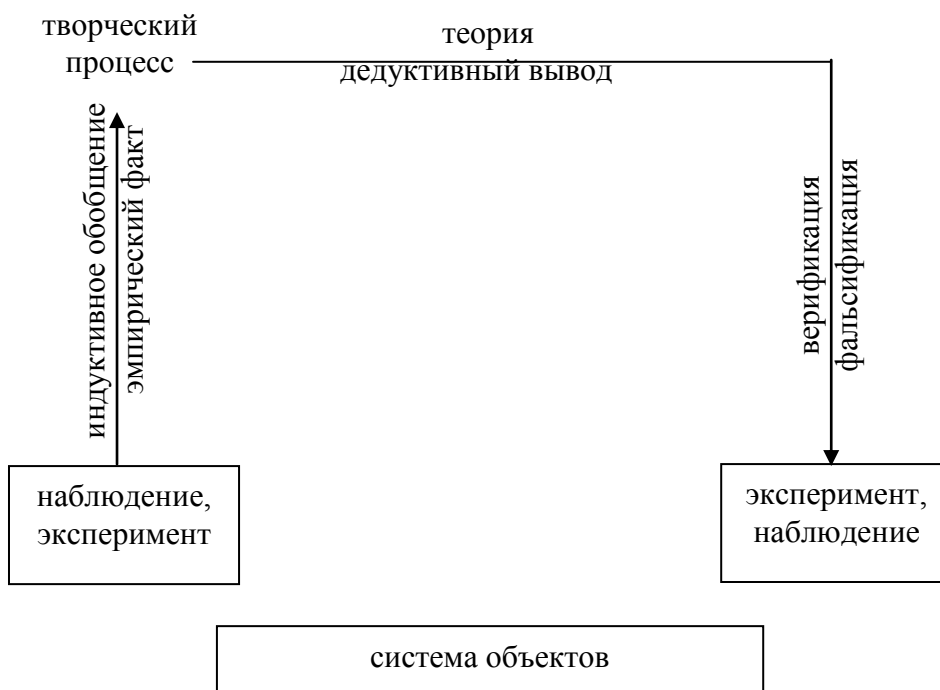 творческий
процесс
теория
дедуктивный вывод
индуктивное обобщение
эмпирический факт
верификация
фальсификация
наблюдение,
эксперимент
эксперимент,
наблюдение
система объектов